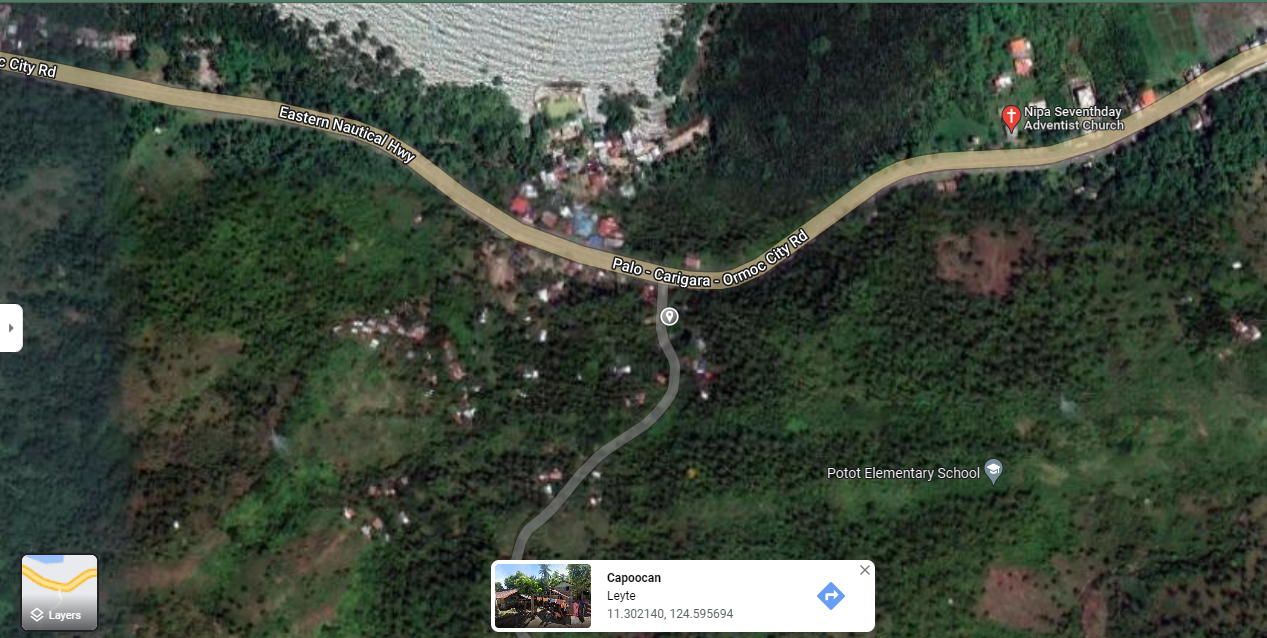 c City Rd
Eastern Nautical Hwy
Nipa Seventhday
Adventist Church
Palo - Carigara - Ormoc City Rd
Potot Elementary School
Capoocan
Leyte
11.302140, 124.595694
Layers